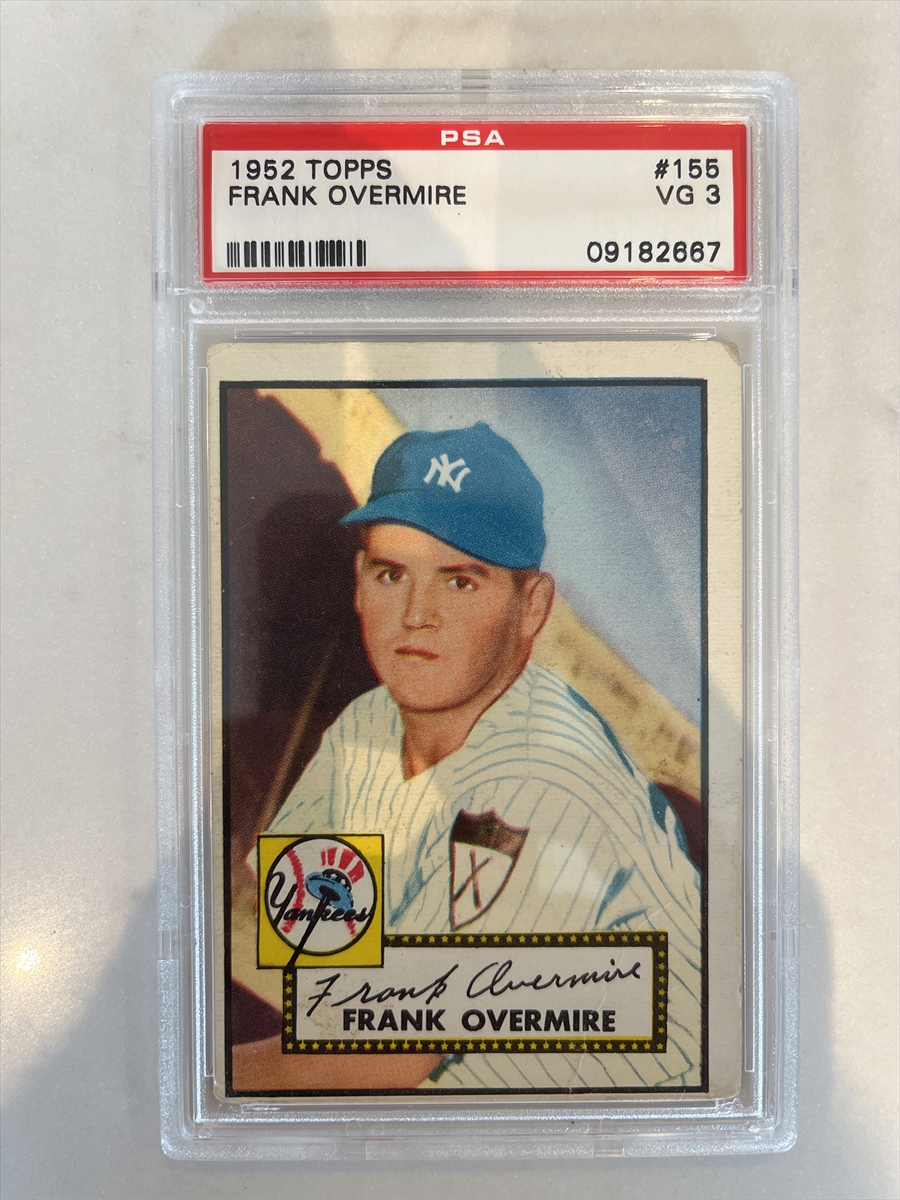 PSA
1952 TOPPS #155
FRANK OVERMIRE VG 3
09182667
NY
Yankees
Frank Overmire
FRANK OVERMIRE